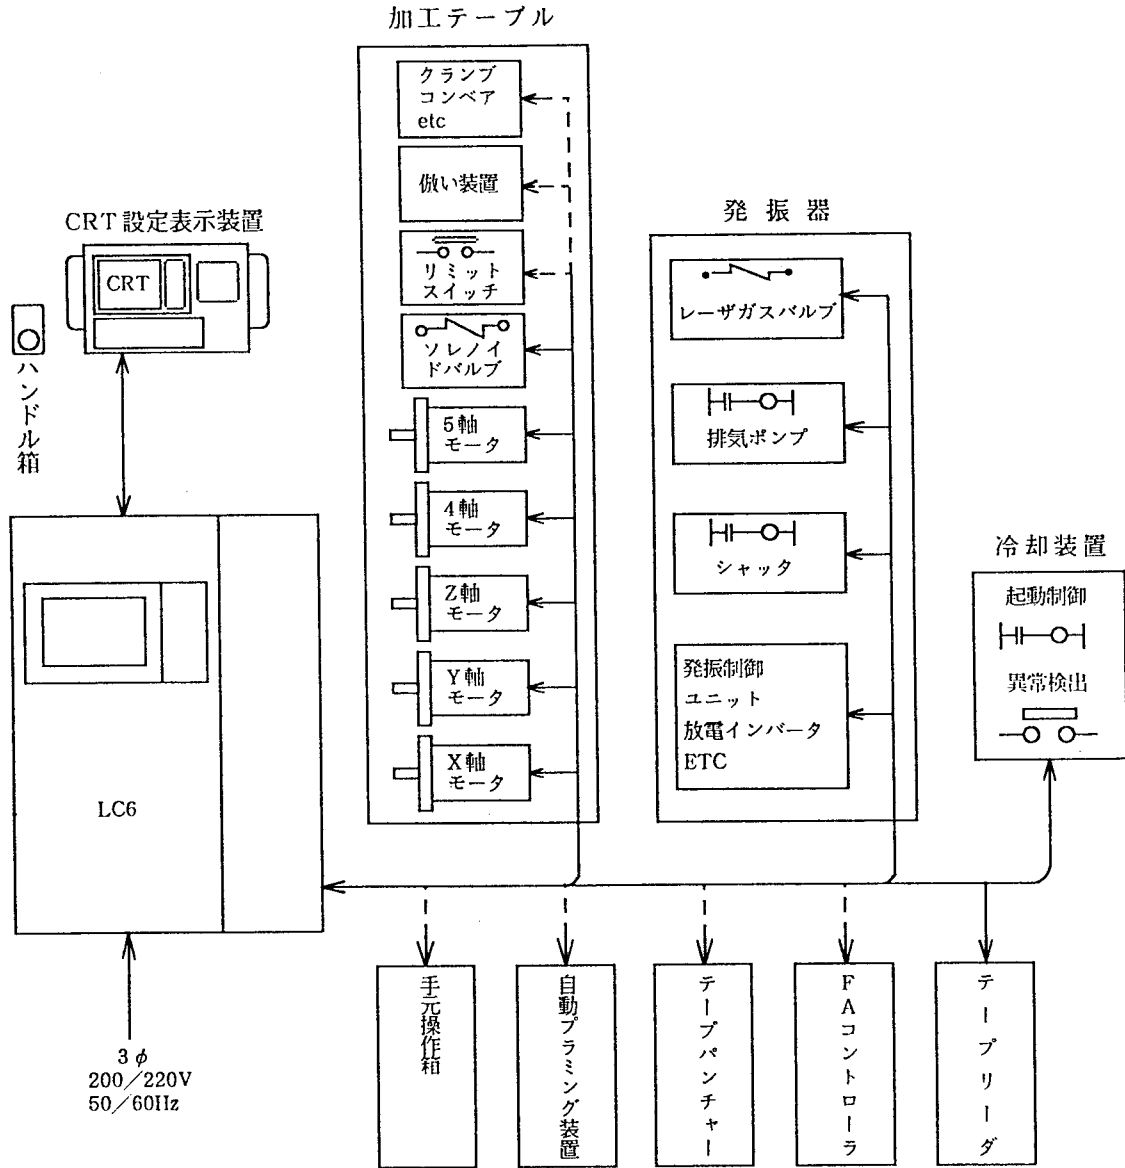 加工テーブル
クランプ
コンベア
etc
倣い装置
リミット
スイッチ
ソレノイ
ドバルブ
5軸
モータ
4軸
モータ
Z軸
モータ
Y軸
モータ
X軸
モータ
CRT設定表示装置
CRT
ハンドル箱
LC6
3φ
200/220V
50/60Hz
発振器
レーザガスバルブ
排気ポンプ
シャッタ
発振制御
ユニット
放電インバータ
ETC
冷却装置
起動制御
異常検出
手元操作箱
自動プラミング装置
テープパンチャー
FAコントローラ
テープリーダ